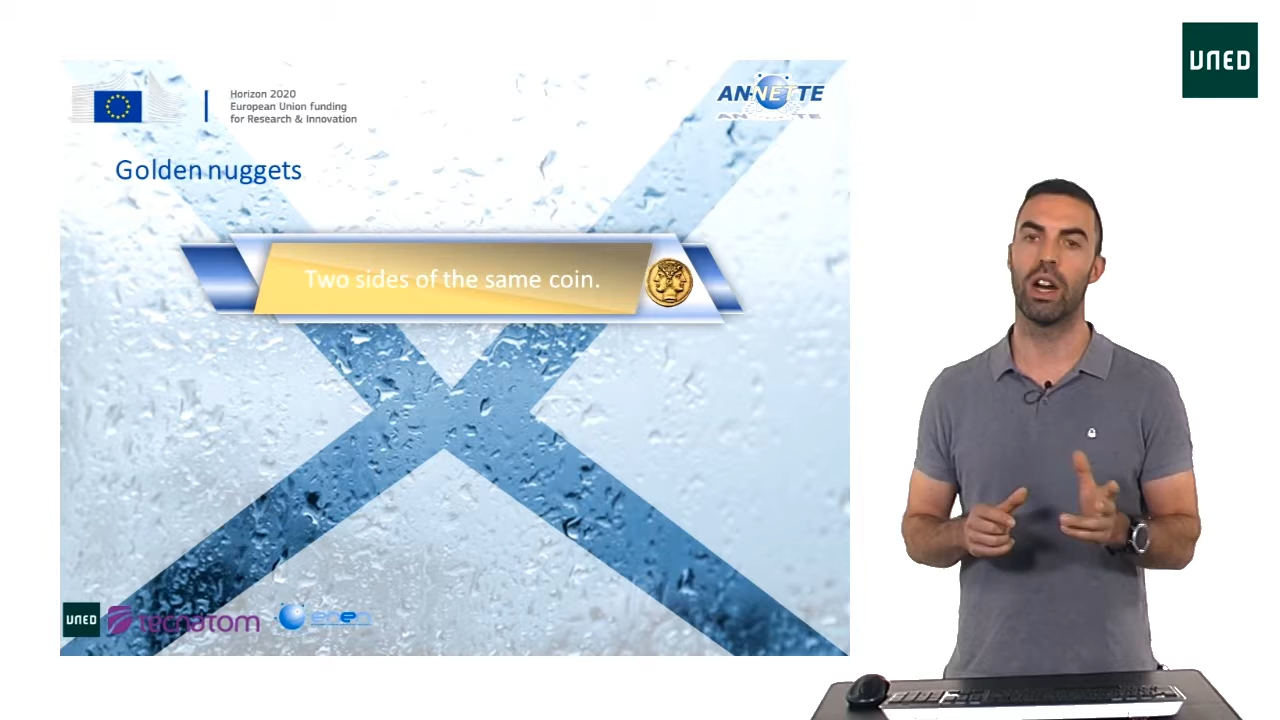 UNED
Horizon 2020
European Union funding
for Research & Innovation
AN-NETTE
Golden nuggets
Two sides of the same coin.
UNED
tecnatom
enen